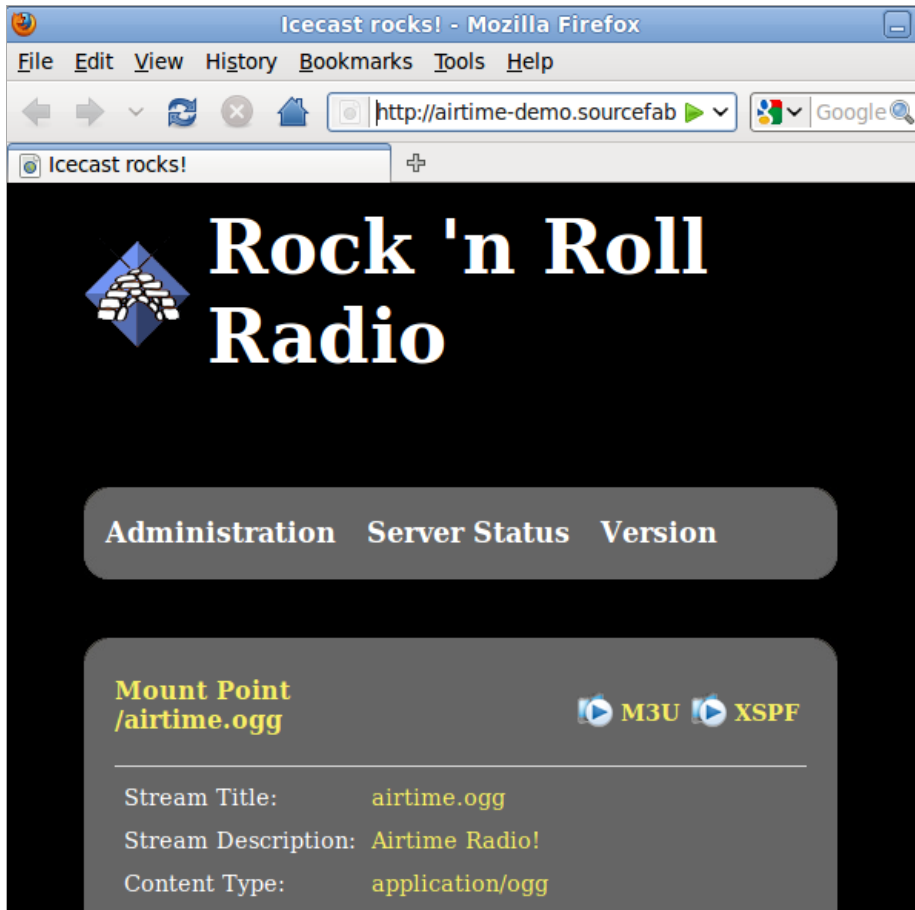 Icecast rocks! - Mozilla Firefox
File Edit View History Bookmarks Tools Help
http://airtime-demo.sourcefab Google
Icecast rocks!
Rock 'n Roll
Radio
Administration Server Status Version
Mount Point
/airtime.ogg
M3U XSPF
Stream Title: airtime.ogg
Stream Description: Airtime Radio!
Content Type: application/ogg